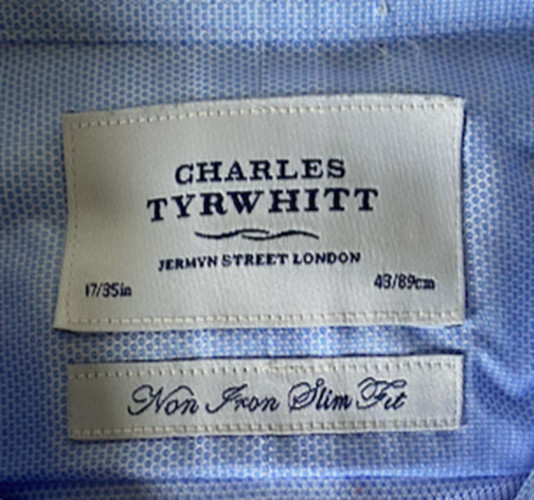 CHARLES
TYRWHITT
JERMYN STREET LONDON
17/35in 43/89cm
Non Iron Slim Fit